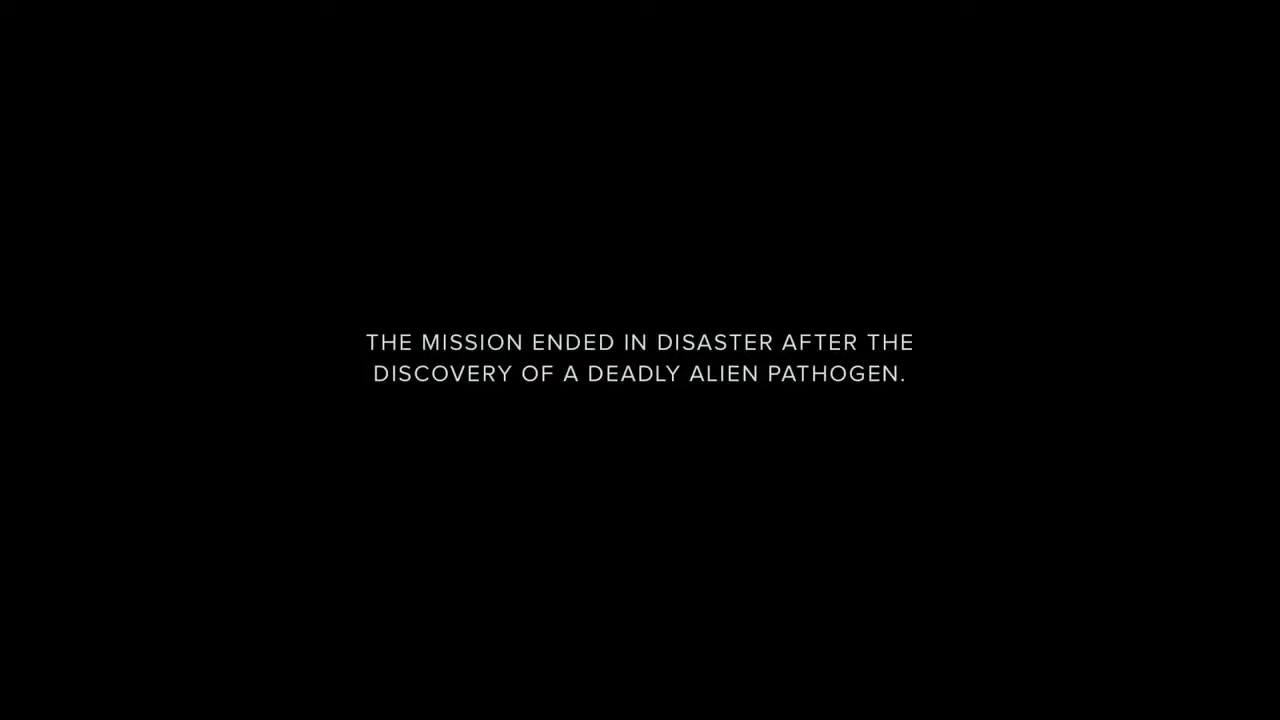 THE MISSION ENDED IN DISASTER AFTER THE
DISCOVERY OF A DEADLY ALIEN PATHOGEN.